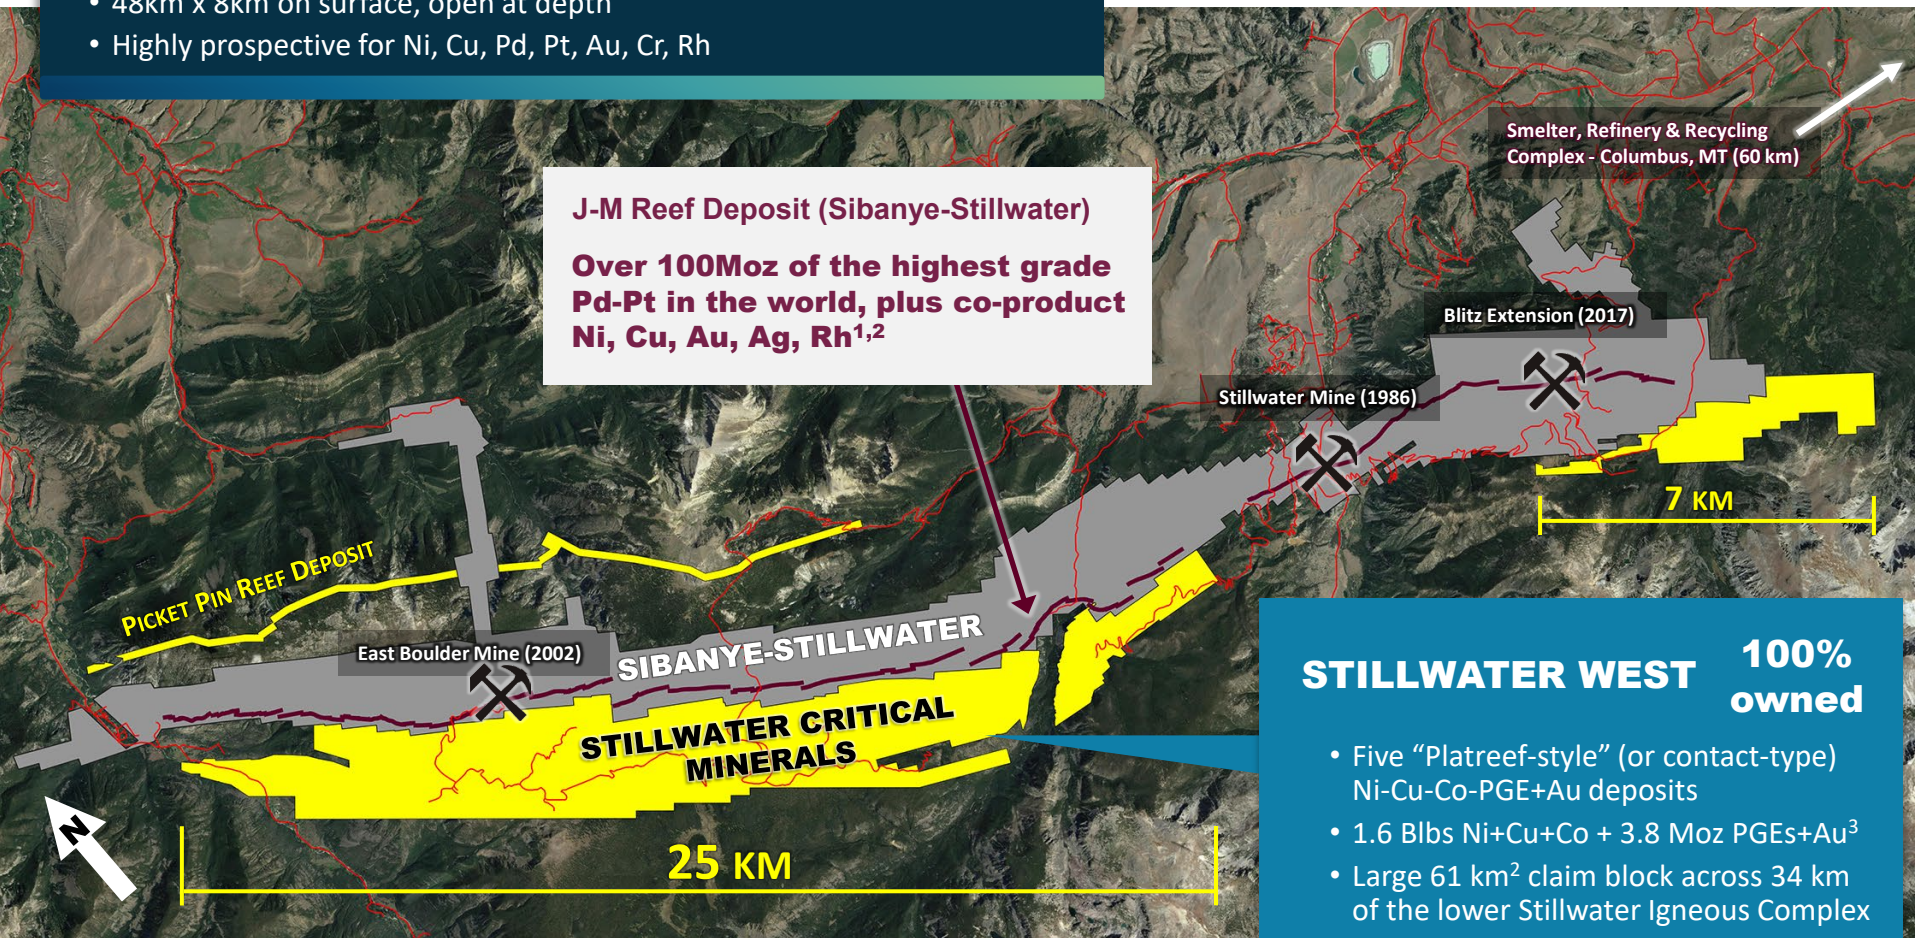 • 48km x 8km on surface, open at depth
• Highly prospective for Ni, Cu, Pd, Pt, Au, Cr, Rh
Smelter, Refinery & Recycling
Complex - Columbus, MT (60 km)
J-M Reef Deposit (Sibanye-Stillwater)
Over 100Moz of the highest grade
Pd-Pt in the world, plus co-product
Ni, Cu, Au, Ag, Rh1,2
Blitz Extension (2017)
Stillwater Mine (1986)
7 KM
PICKET PIN REEF DEPOSIT
East Boulder Mine (2002)
SIBANYE-STILLWATER
STILLWATER CRITICAL
MINERALS
N
25 KM
STILLWATER WEST
100%
owned
• Five “Platreef-style” (or contact-type)
Ni-Cu-Co-PGE+Au deposits
• 1.6 Blbs Ni+Cu+Co + 3.8 Moz PGEs+Au3
• Large 61 km2 claim block across 34 km
of the lower Stillwater Igneous Complex